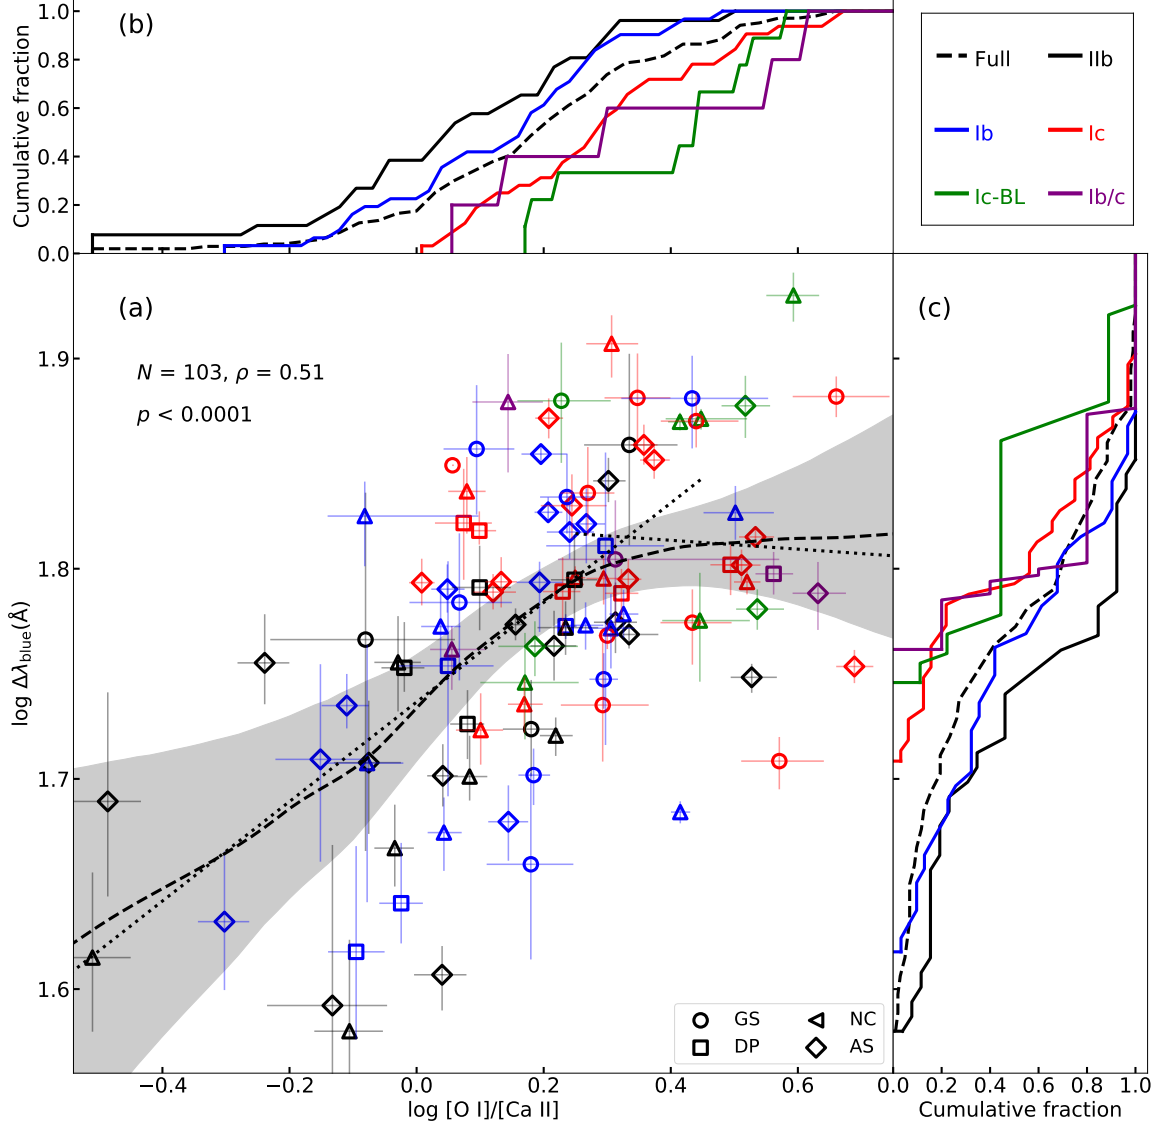 (b)
Cumulative fraction
1.0
0.8
0.6
0.4
0.2
0.0
Full
IIb
Ib
Ic
Ic-BL
Ib/c
(a)
N = 103, ρ = 0.51
p < 0.0001
log Δλblue(Å)
1.9
1.8
1.7
1.6
GS
NC
DP
AS
−0.4 −0.2 0.0 0.2 0.4 0.6
log [O I]/[Ca II]
(c)
0.0 0.2 0.4 0.6 0.8 1.0
Cumulative fraction